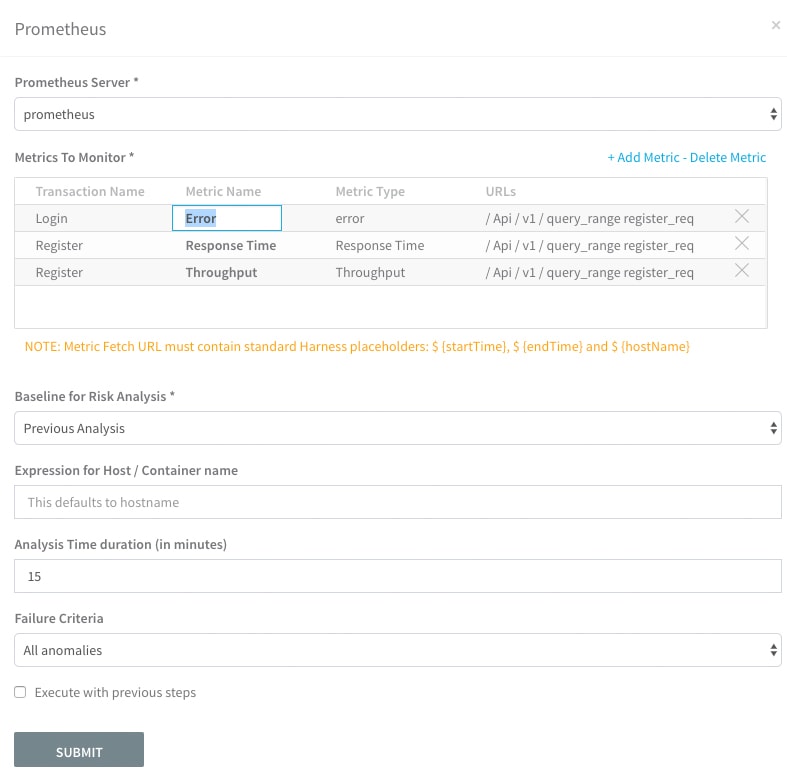 Prometheus ×
Prometheus Server *
prometheus
Metrics To Monitor * + Add Metric - Delete Metric
Transaction Name Metric Name Metric Type URLs
Login Error error / Api / v1 / query_range register_req
Register Response Time Response Time / Api / v1 / query_range register_req
Register Throughput Throughput / Api / v1 / query_range register_req
NOTE: Metric Fetch URL must contain standard Harness placeholders: $ {startTime}, $ {endTime} and $ {hostName}
Baseline for Risk Analysis *
Previous Analysis
Expression for Host / Container name
This defaults to hostname
Analysis Time duration (in minutes)
15
Failure Criteria
All anomalies
Execute with previous steps
SUBMIT